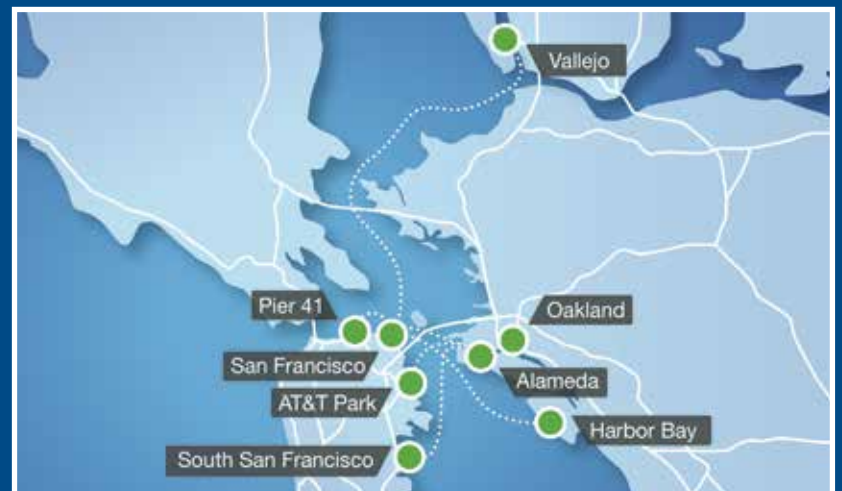 Vallejo
Pier 41
Oakland
San Francisco
Alameda
AT&T Park
Harbor Bay
South San Francisco